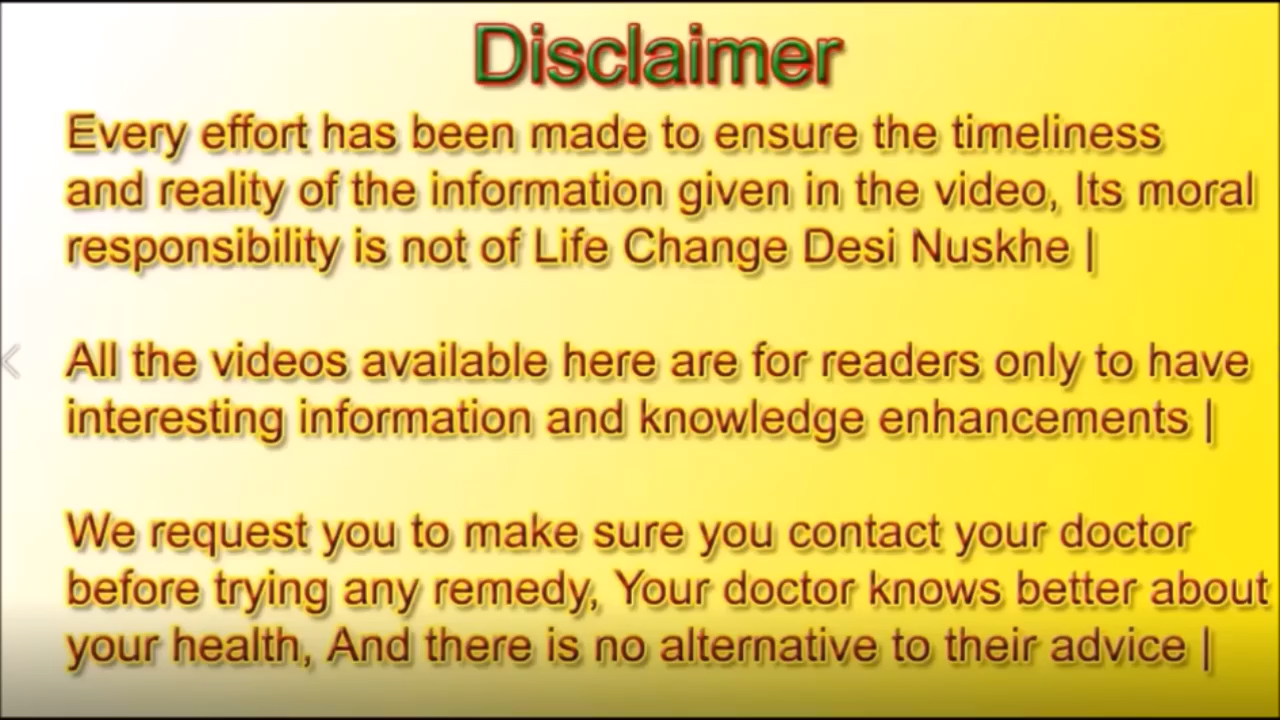 Disclaimer
Every effort has been made to ensure the timeliness
and reality of the information given in the video, Its moral
responsibility is not of Life Change Desi Nuskhe |
All the videos available here are for readers only to have
interesting information and knowledge enhancements |
We request you to make sure you contact your doctor
before trying any remedy, Your doctor knows better about
your health, And there is no alternative to their advice |